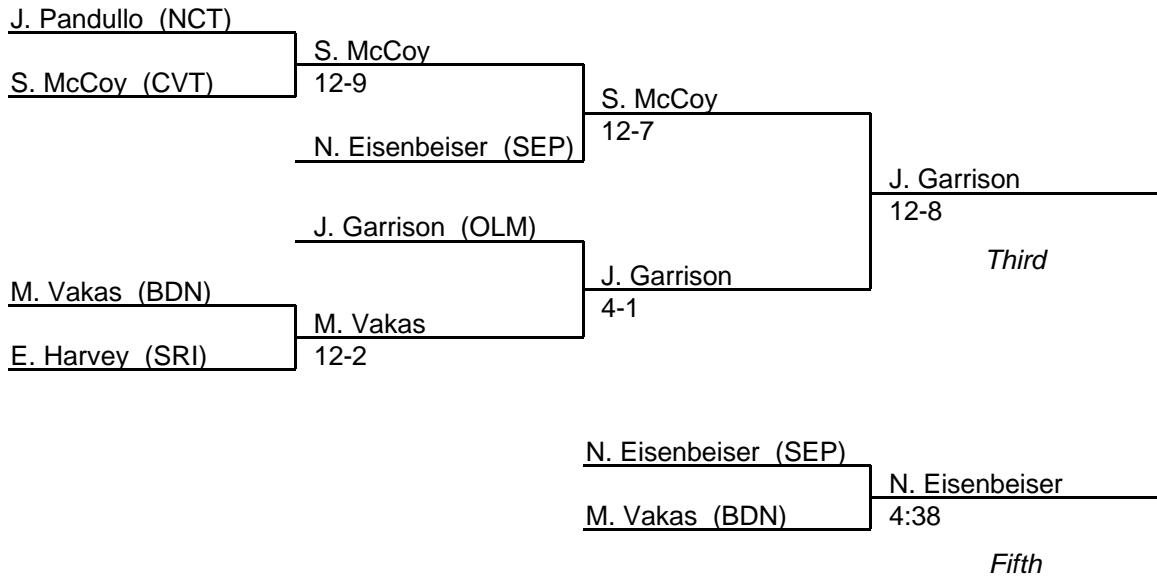 J. Pandullo (NCT)
S. McCoy (CVT)
S. McCoy
12-9
N. Eisenbeiser (SEP)
S. McCoy
12-7
J. Garrison (OLM)
M. Vakas (BDN)
E. Harvey (SRI)
M. Vakas
12-2
J. Garrison
4-1
J. Garrison
12-8
Third
N. Eisenbeiser (SEP)
M. Vakas (BDN)
N. Eisenbeiser
4:38
Fifth